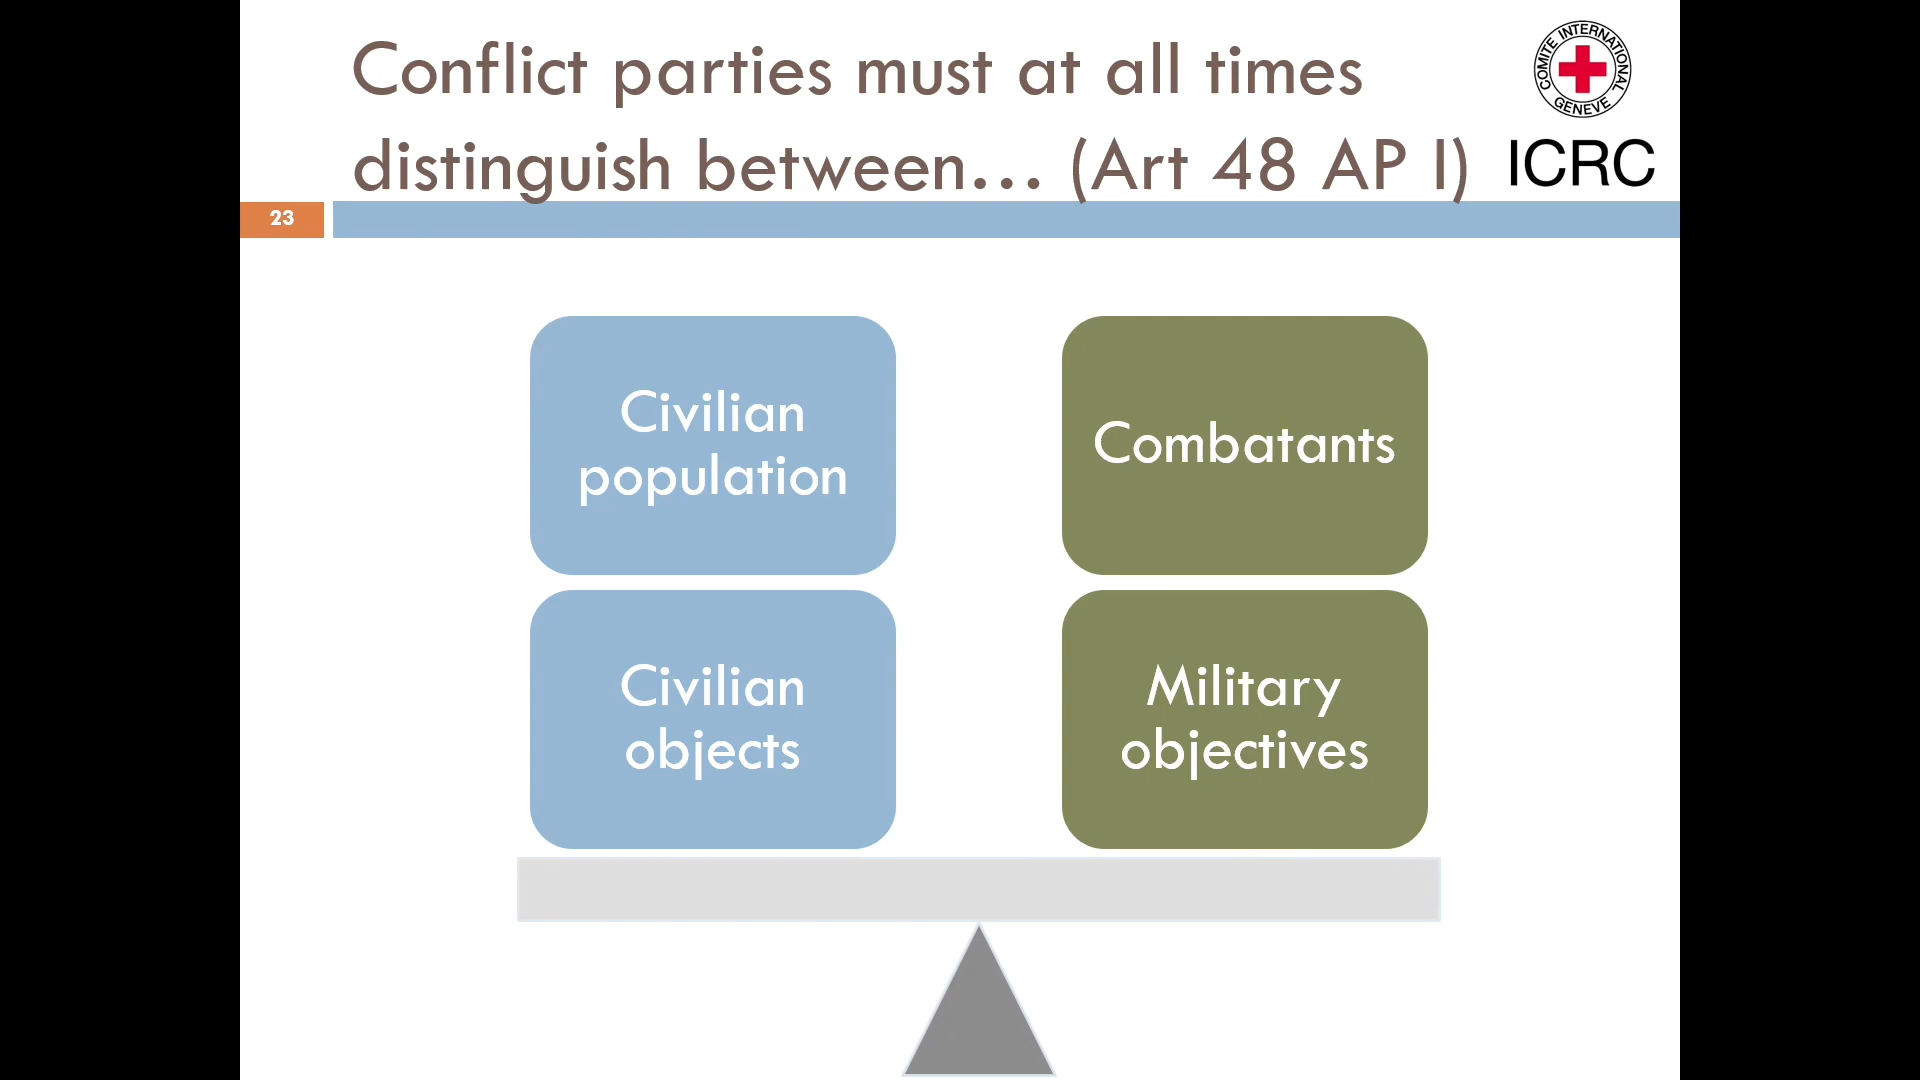 Conflict parties must at all times
distinguish between… (Art 48 AP I)
COMITE INTERNATIONAL
GENEVE
ICRC
23
Civilian
population
Combatants
Civilian
objects
Military
objectives